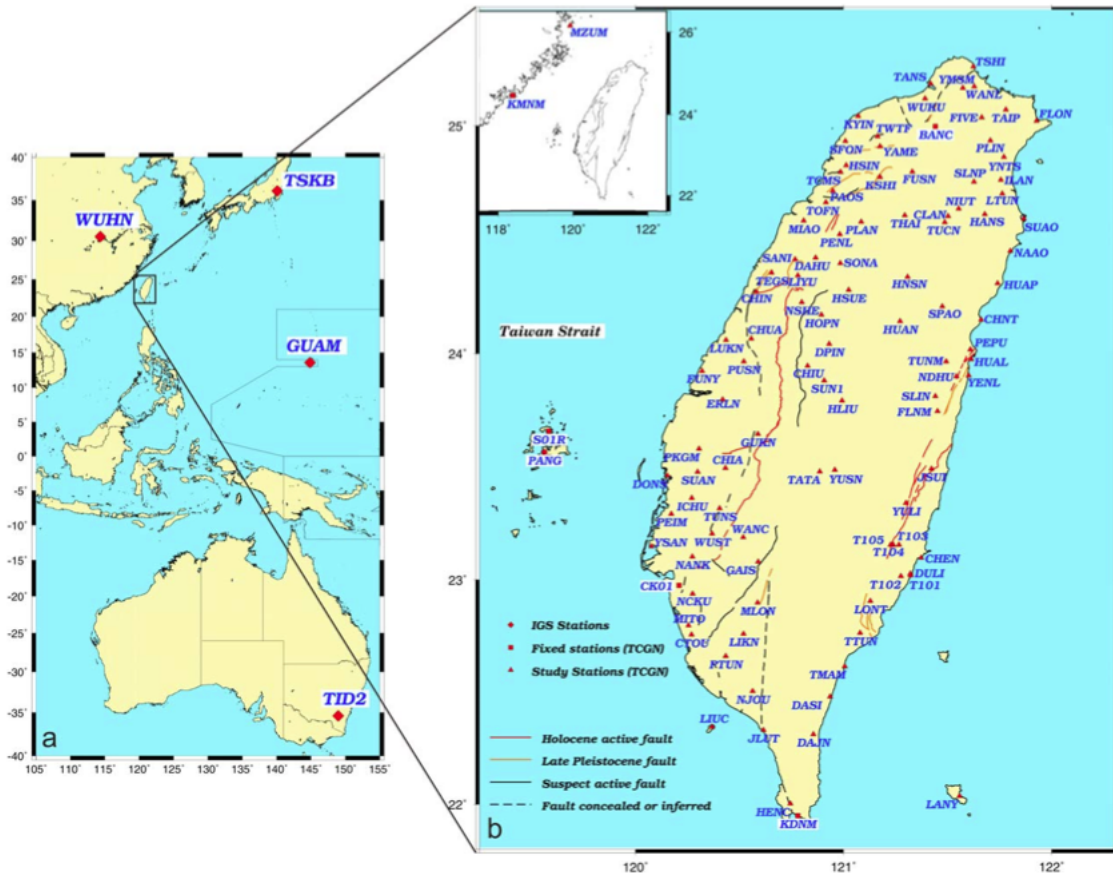 40°
35°
30°
25°
20°
15°
10°
5°
0°
-5°
-10°
-15°
-20°
-25°
-30°
-35°
-40°
105° 110° 115° 120° 125° 130° 135° 140° 145° 150° 155°
TSKB
WUHN
GUAM
TID2
a
MZUM
KMNM
26°
24°
22°
118° 120° 122°
25°
24°
23°
22°
120° 121° 122°
Taiwan Strait
TSHI
TANS
YMSM
WANL
WUKU
FIVE
TAIP
FLON
KYIN
TWTF
BANC
SFON
YAME
PLIN
HSIN
YNTS
TCMS
KSHI
FUSN
SLNP
ILAN
PAOS
LTUN
TOFN
NIUT
MIAO
PLAN
THAI
CLAN
HANS
SUAO
PENL
TUCN
NAAO
SANI
DAHU
SONA
TEGS
LIYU
HNSN
HUAP
CHIN
HSUE
NSHE
SPAO
HOPN
HUAN
CHNT
CHUA
LUKN
DPIN
PEPU
PUSN
TUNM
HUAL
FUNY
CHIU
NDHU
YENL
SUN1
ERLN
HLIU
SLIN
FLNM
S01R
GUKN
PANG
PKGM
CHIA
DONS
SUAN
TATA
YUSN
JSUI
ICHU
YULI
PEIM
TUNS
YSAN
WUST
WANC
T105
T103
T104
CHEN
NANK
GAIS
DULI
CK01
T102
T101
NCKU
MLON
LONT
MITO
CTOU
LIKN
TTUN
RTUN
TMAM
NJOU
DASI
LIUC
JLUT
DAJN
LANY
HENC
KDNM
IGS Stations
Fixed stations (TCGN)
Study Stations (TCGN)
Holocene active fault
Late Pleistocene fault
Suspect active fault
Fault concealed or inferred
b